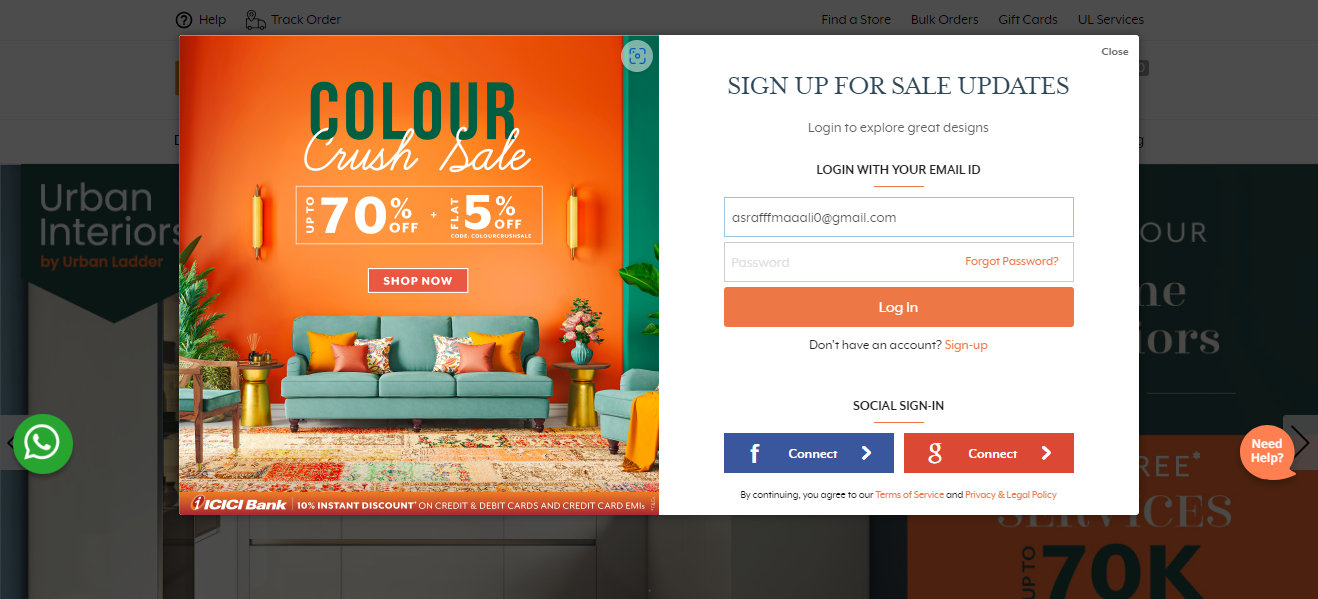 Help
Track Order
Find a Store
Bulk Orders
Gift Cards
UL Services
Close
COLOUR
Crush Sale
UP TO 70% OFF + FLAT 5% OFF
CODE: COLOURCRUSHSALE
SHOP NOW
ICICI Bank | 10% INSTANT DISCOUNT* ON CREDIT & DEBIT CARDS AND CREDIT CARD EMIs
SIGN UP FOR SALE UPDATES
Login to explore great designs
LOGIN WITH YOUR EMAIL ID
asrafffmaaali0@gmail.com
Password
Forgot Password?
Log In
Don't have an account? Sign-up
SOCIAL SIGN-IN
f Connect
g Connect
By continuing, you agree to our Terms of Service and Privacy & Legal Policy
Urban
Interiors
by Urban Ladder
Need
Help?
SERVICES
UP TO 70K